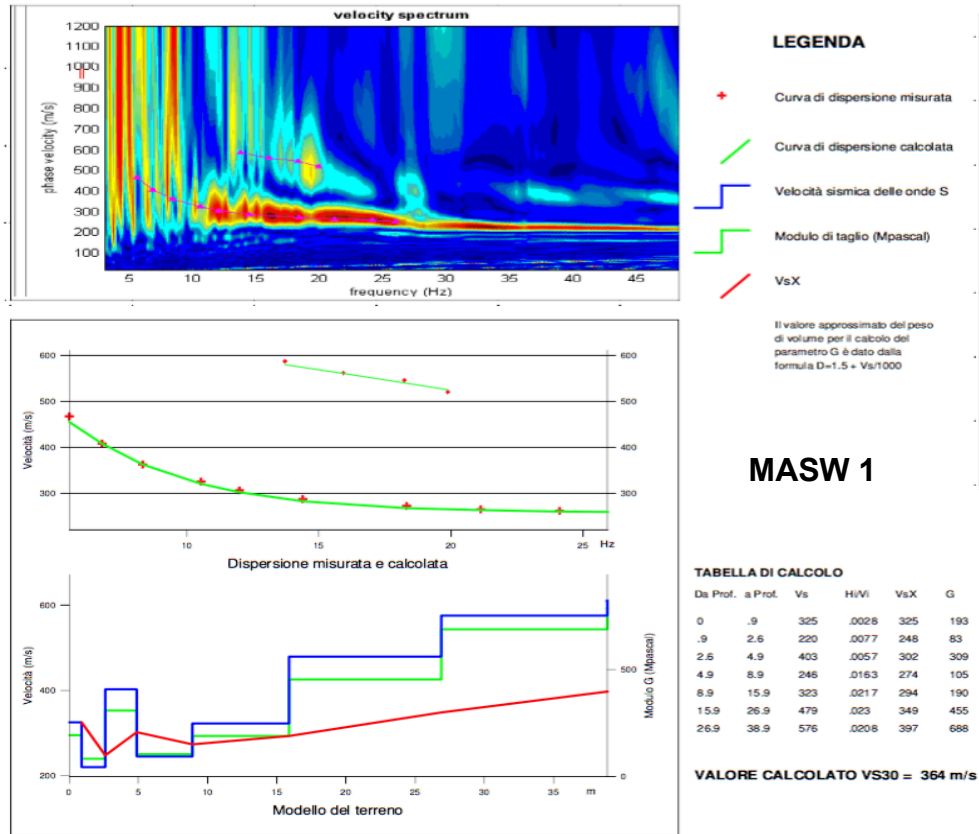 velocity spectrum
1200
1100
1000
900
800
700
600
500
400
300
200
100
phase velocity (m/s)
5 10 15 20 25 30 35 40 45
frequency (Hz)
LEGENDA
Curva di dispersione misurata
Curva di dispersione calcolata
Velocità sismica delle onde S
Modulo di taglio (Mpascal)
VsX
Il valore approssimato del peso
di volume per il calcolo del
parametro G è dato dalla
formula D=1.5 + Vs/1000
600 600
500 500
400 400
300 300
Velocità (m/s) Velocità (m/s)
10 15 20 25 Hz
Dispersione misurata e calcolata
MASW 1
600
400
200
Velocità (m/s)
500
0
Modulo G (Mpascal)
0 5 10 15 20 25 30 35 m
Modello del terreno
TABELLA DI CALCOLO
Da Prof. a Prof. Vs Hi/Vi VsX G
0 .9 325 .0028 325 193
.9 2.6 220 .0077 248 83
2.6 4.9 403 .0057 302 309
4.9 8.9 246 .0163 274 105
8.9 15.9 323 .0217 294 190
15.9 26.9 479 .023 349 455
26.9 38.9 576 .0208 397 688
VALORE CALCOLATO VS30 = 364 m/s